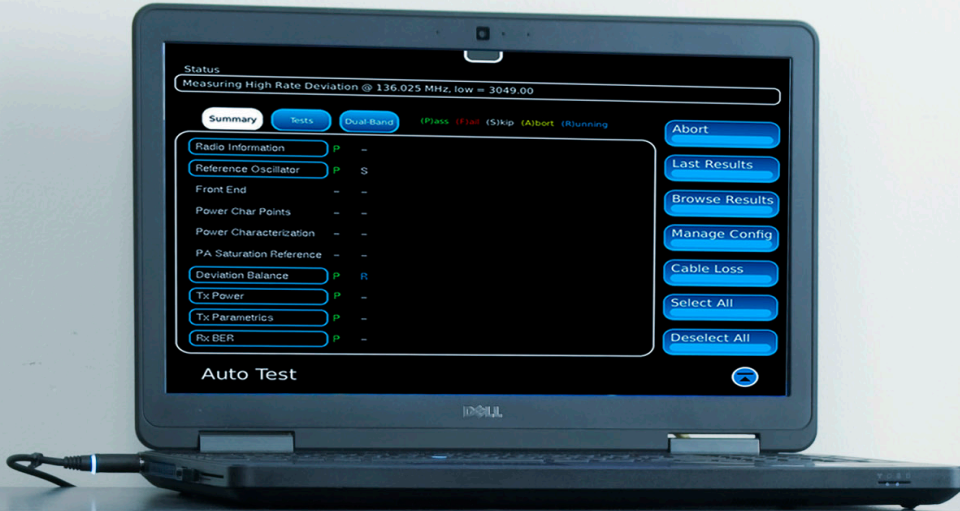 Status
Measuring High Rate Deviation @ 136.025 MHz, low = 3049.00
Summary Tests Dual-Band (P)ass (F)ail (S)kip (A)bort (R)unning
Radio Information P –
Reference Oscillator P S
Front End – –
Power Char Points – –
Power Characterization – –
PA Saturation Reference – –
Deviation Balance P R
Tx Power P –
Tx Parametrics P –
Rx BER P –
Abort
Last Results
Browse Results
Manage Config
Cable Loss
Select All
Deselect All
Auto Test
DELL